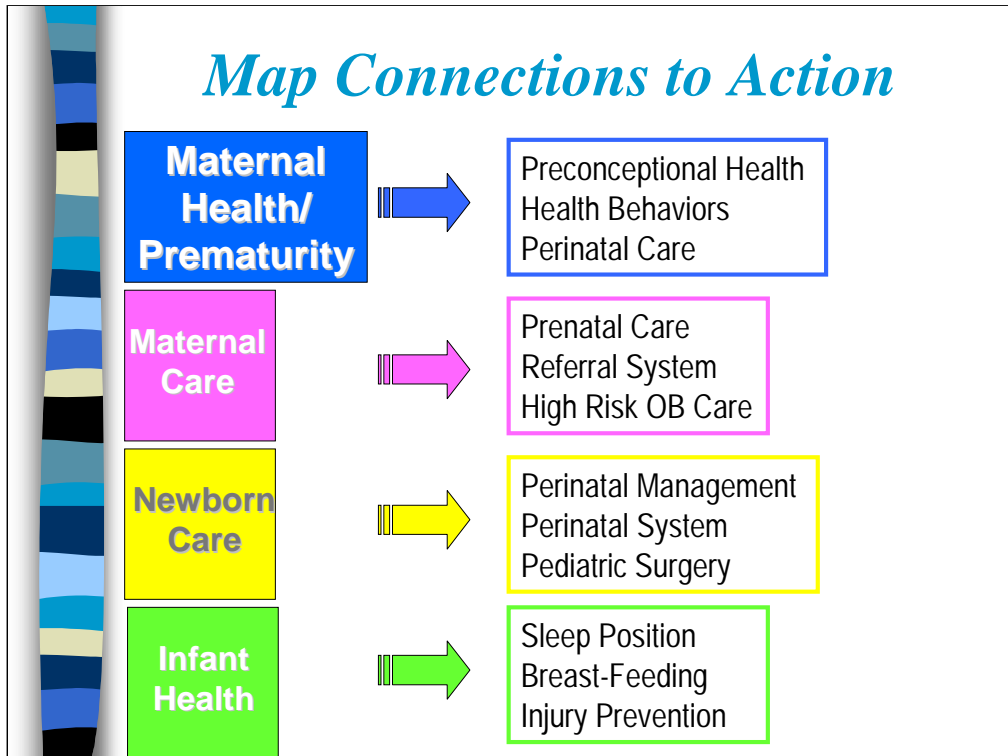 Map Connections to Action
Maternal
Health/
Prematurity
Preconceptional Health
Health Behaviors
Perinatal Care
Maternal
Care
Prenatal Care
Referral System
High Risk OB Care
Newborn
Care
Perinatal Management
Perinatal System
Pediatric Surgery
Infant
Health
Sleep Position
Breast-Feeding
Injury Prevention